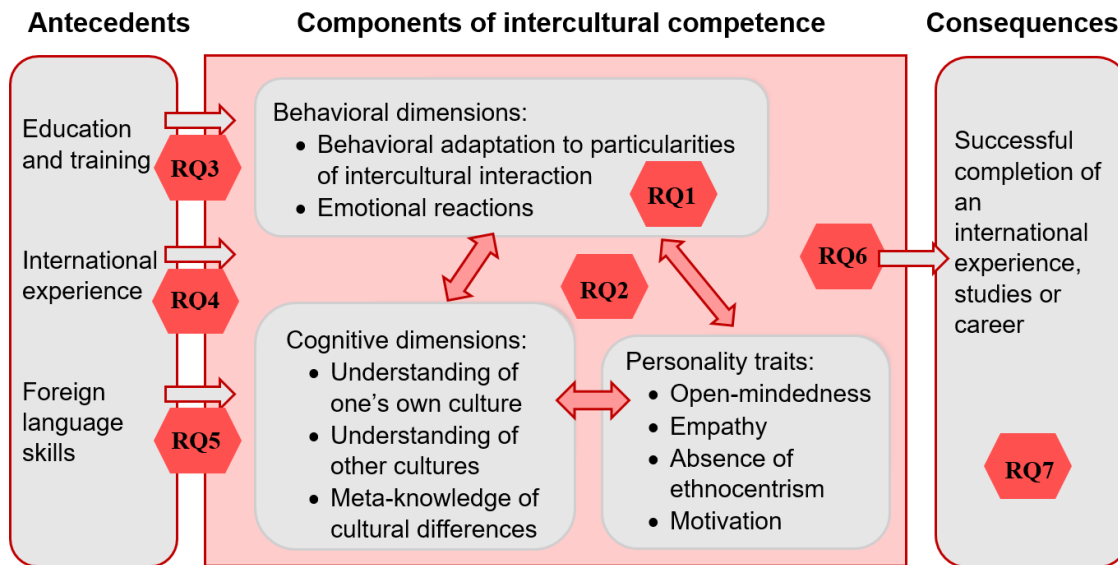 Antecedents
Components of intercultural competence
Consequences
Education
and training
RQ3
International
experience
RQ4
Foreign
language
skills
RQ5
Behavioral dimensions:
• Behavioral adaptation to particularities
of intercultural interaction
• Emotional reactions
RQ1
RQ2
Cognitive dimensions:
• Understanding of
one's own culture
• Understanding of
other cultures
• Meta-knowledge of
cultural differences
Personality traits:
• Open-mindedness
• Empathy
• Absence of
ethnocentrism
• Motivation
RQ6
Successful
completion of
an
international
experience,
studies or
career
RQ7